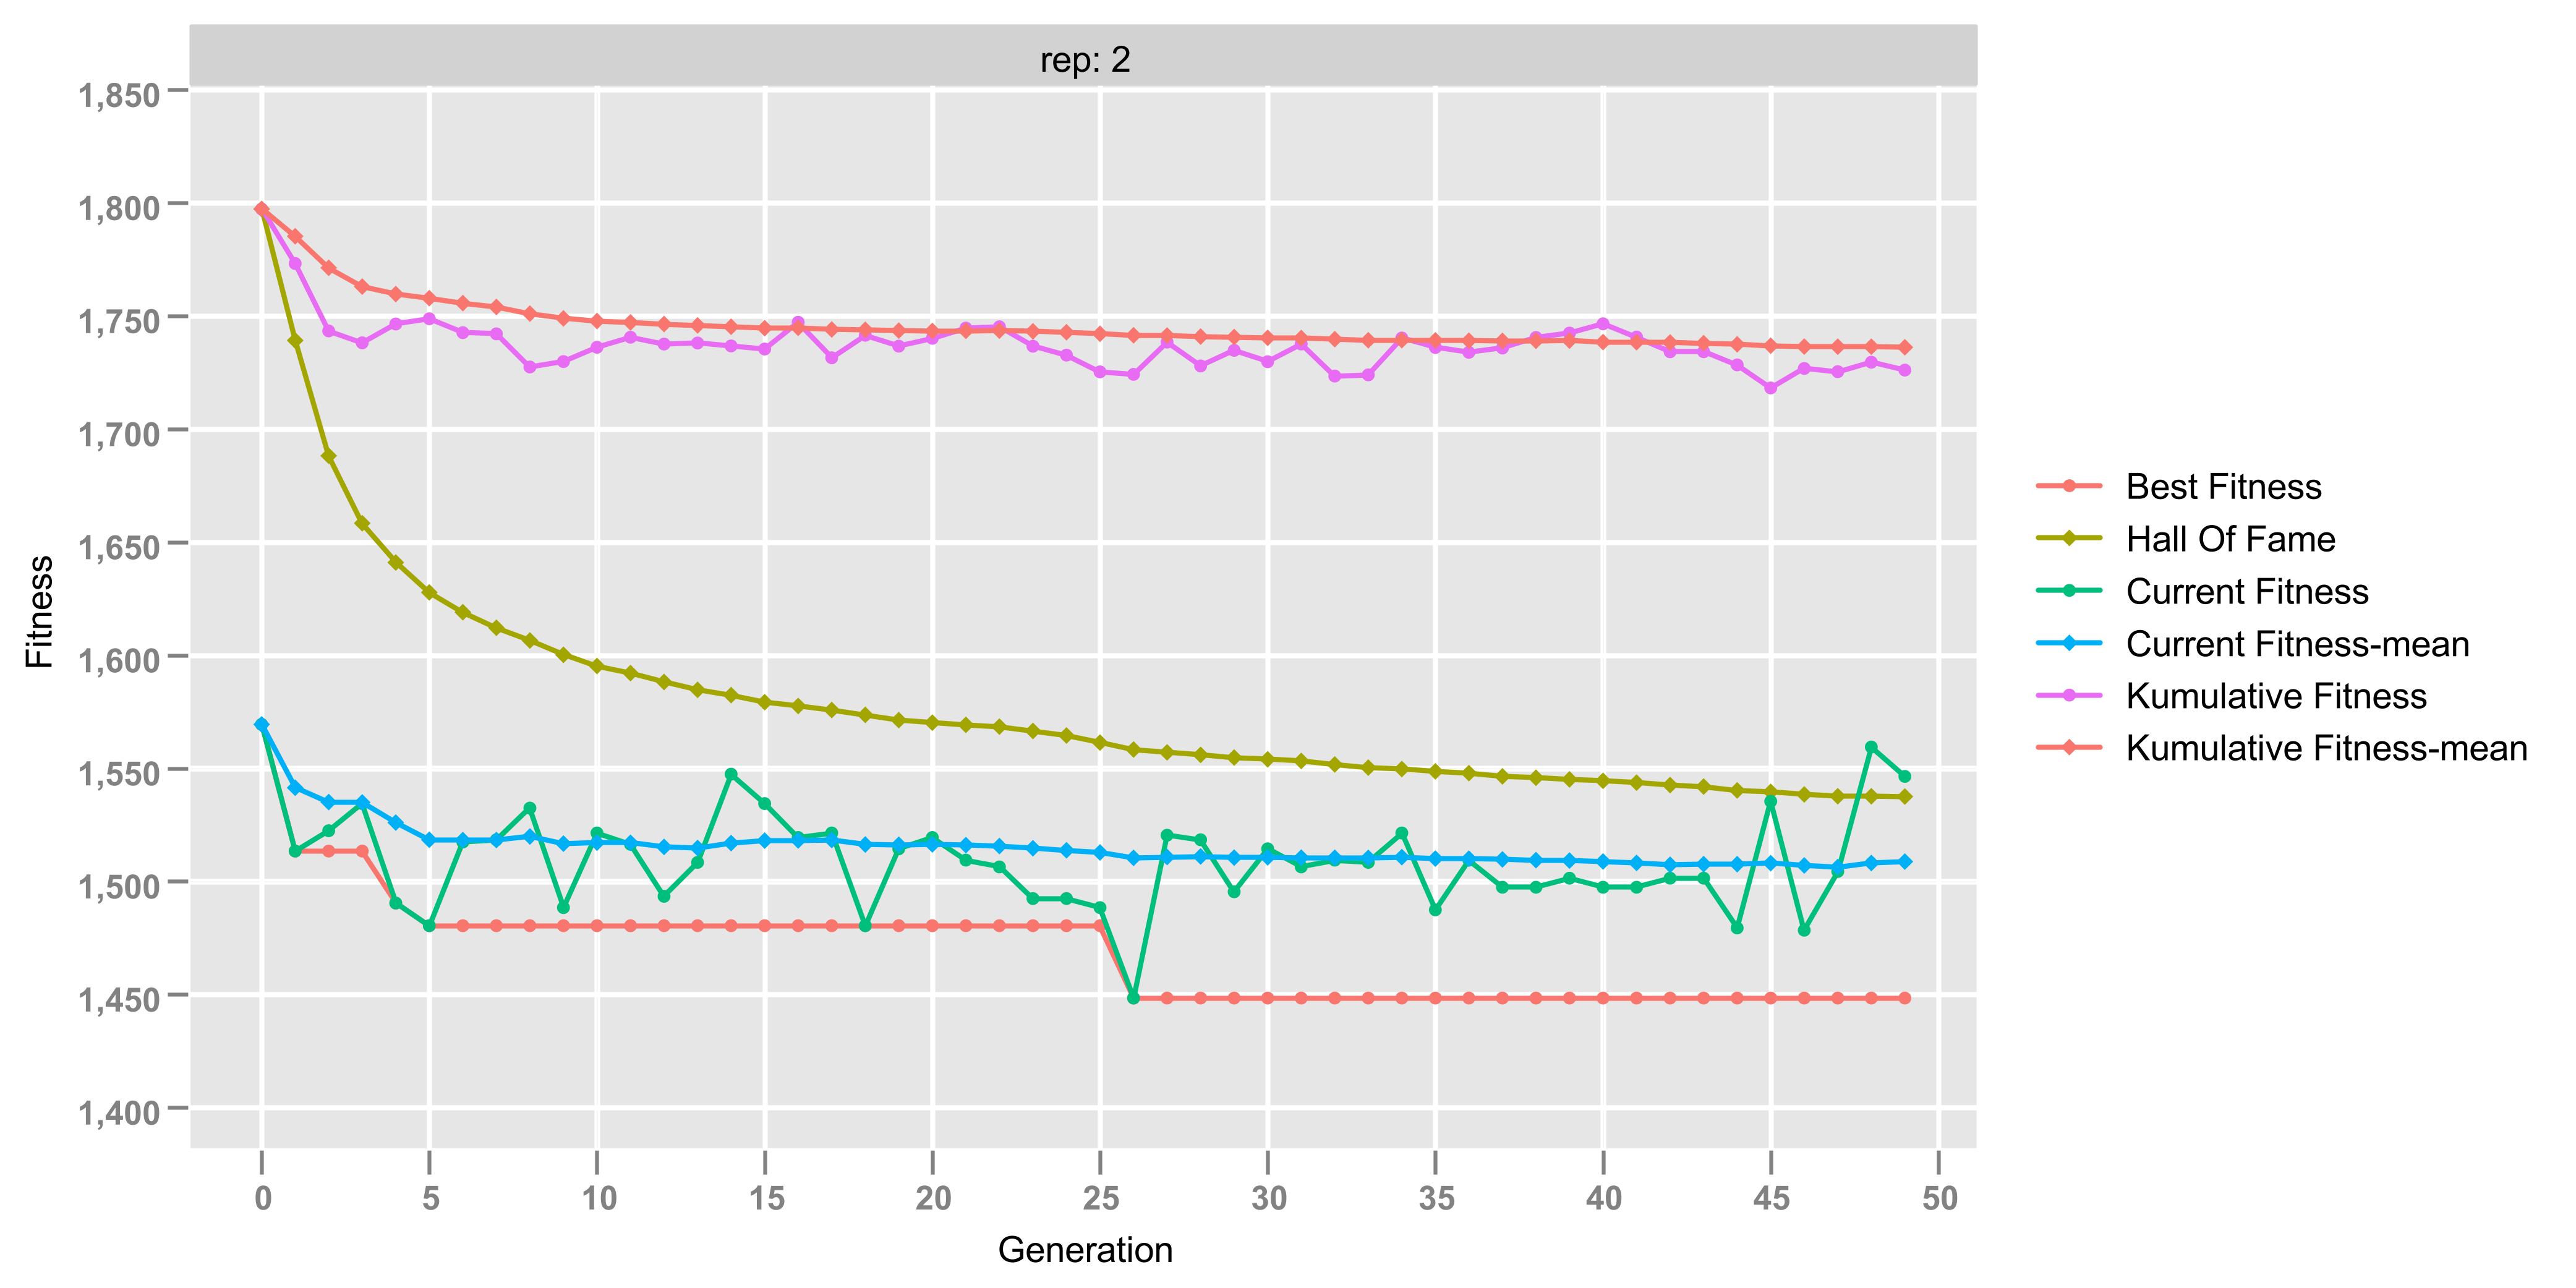 rep: 2
1,850
1,800
1,750
1,700
1,650
1,600
1,550
1,500
1,450
1,400
Fitness
0 5 10 15 20 25 30 35 40 45 50
Generation
Best Fitness
Hall Of Fame
Current Fitness
Current Fitness-mean
Kumulative Fitness
Kumulative Fitness-mean